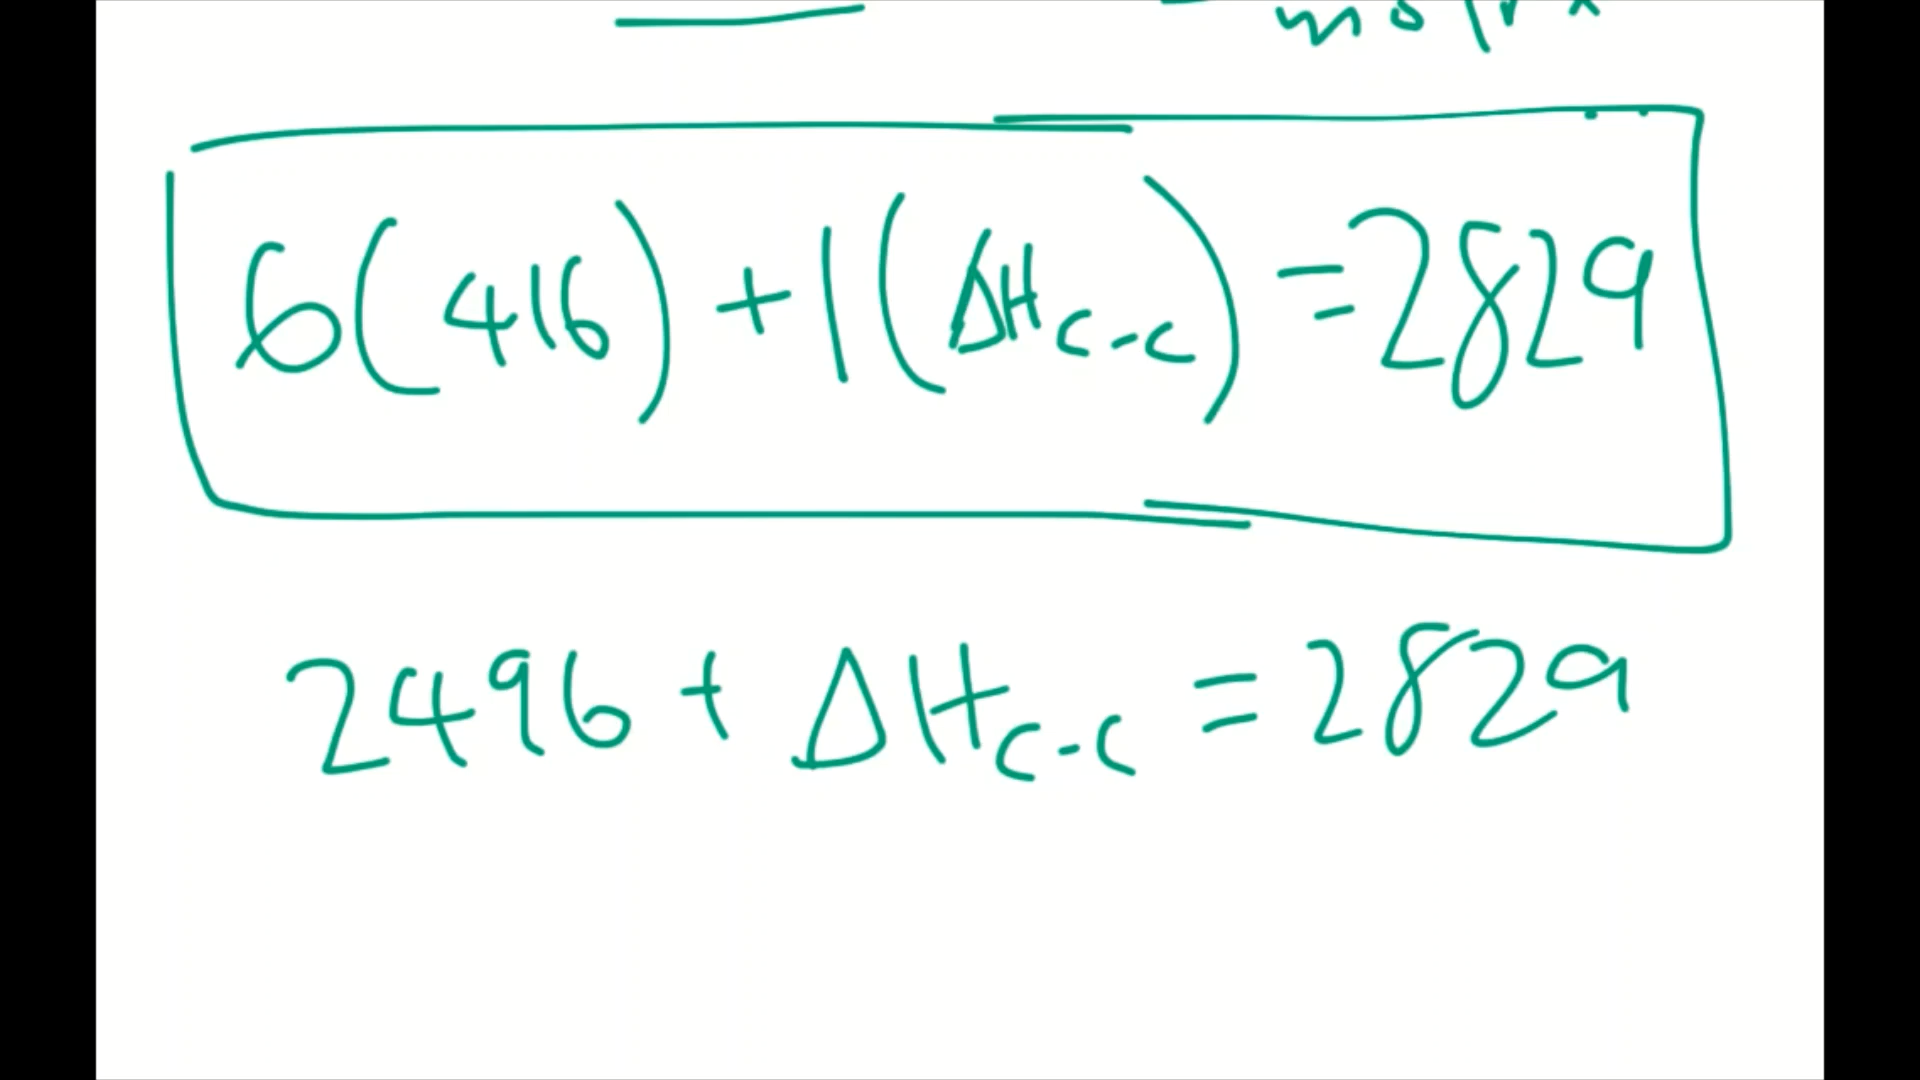 6(416) + 1(ΔH_C-C) = 2829
2496 + ΔH_C-C = 2829